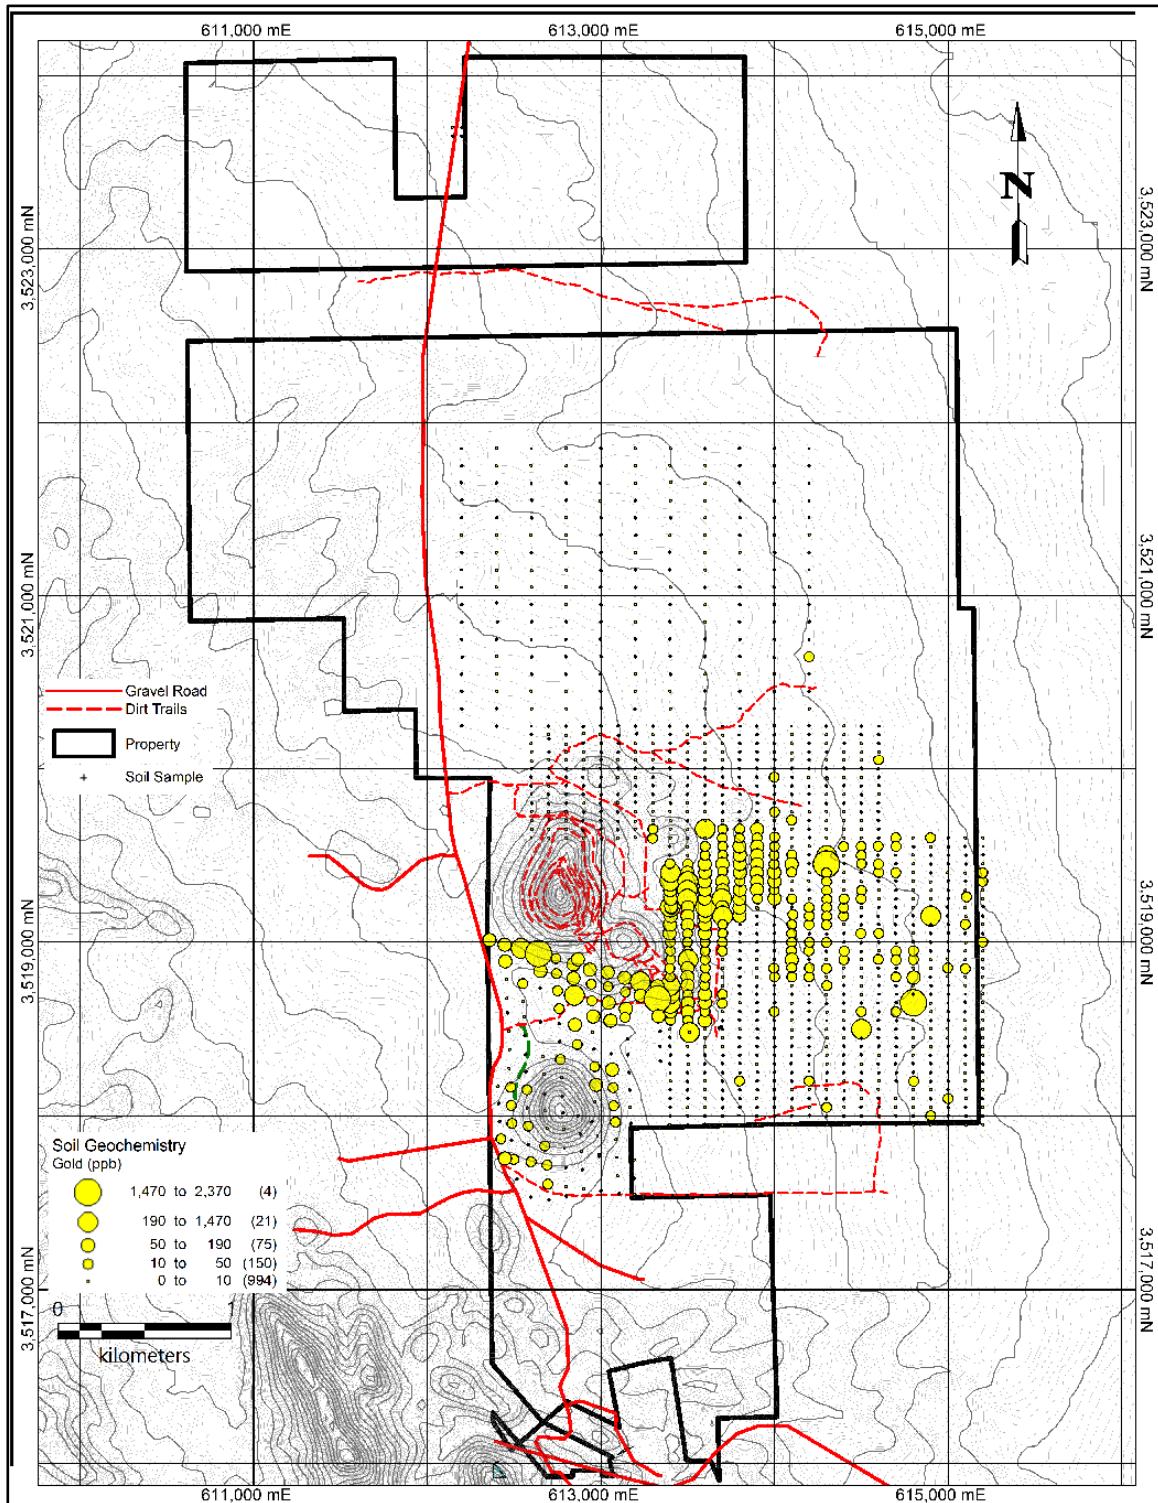 611,000 mE
613,000 mE
615,000 mE
N
3,523,000 mN
3,523,000 mN
3,521,000 mN
3,521,000 mN
Gravel Road
Dirt Trails
Property
Soil Sample
3,519,000 mN
3,519,000 mN
Soil Geochemistry
Gold (ppb)
1,470 to 2,370 (4)
190 to 1,470 (21)
50 to 190 (75)
10 to 50 (150)
0 to 10 (994)
3,517,000 mN
3,517,000 mN
0 1
kilometers
611,000 mE
613,000 mE
615,000 mE